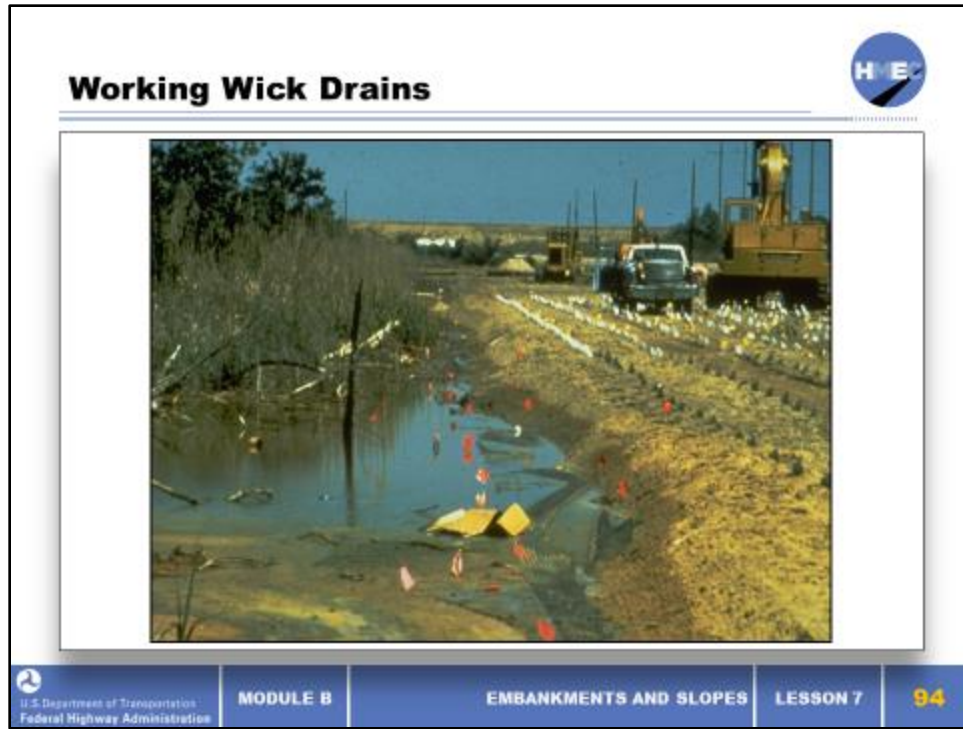 Working Wick Drains
HMEC
U.S. Department of Transportation
Federal Highway Administration
MODULE B
EMBANKMENTS AND SLOPES
LESSON 7
94